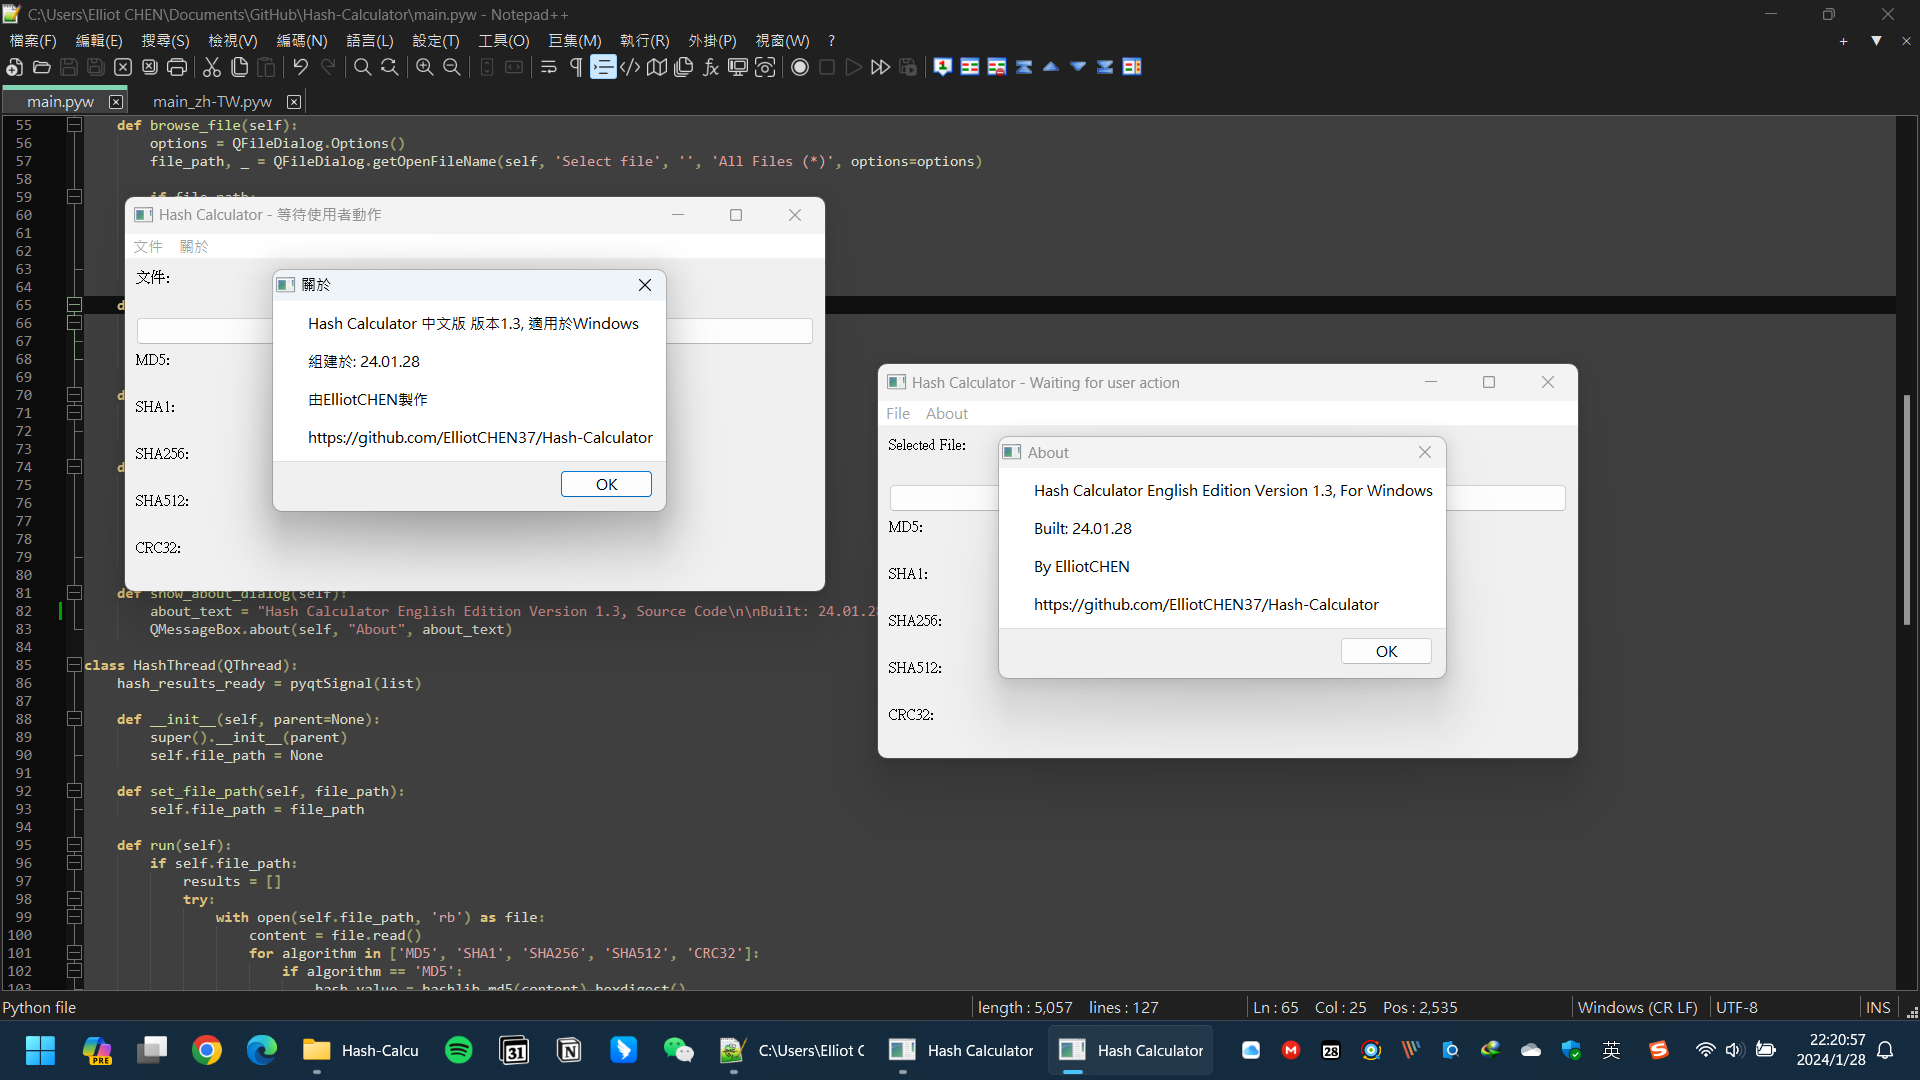 C:\Users\Elliot CHEN\Documents\GitHub\Hash-Calculator\main.pyw - Notepad++
檔案(F) 編輯(E) 搜尋(S) 檢視(V) 編碼(N) 語言(L) 設定(T) 工具(O) 巨集(M) 執行(R) 外掛(P) 視窗(W) ?
main.pyw main_zh-TW.pyw
55 def browse_file(self):
56 options = QFileDialog.Options()
57 file_path, _ = QFileDialog.getOpenFileName(self, 'Select file', '', 'All Files (*)', options=options)
58
59 if file_path:
60
61
62
63
64
65 d
66
67
68
69
70 d
71
72
73
74 d
75
76
77
78
79
80
81 def show_about_dialog(self):
82 about_text = "Hash Calculator English Edition Version 1.3, Source Code\n\nBuilt: 24.01.28
83 QMessageBox.about(self, "About", about_text)
84
85 class HashThread(QThread):
86 hash_results_ready = pyqtSignal(list)
87
88 def __init__(self, parent=None):
89 super().__init__(parent)
90 self.file_path = None
91
92 def set_file_path(self, file_path):
93 self.file_path = file_path
94
95 def run(self):
96 if self.file_path:
97 results = []
98 try:
99 with open(self.file_path, 'rb') as file:
100 content = file.read()
101 for algorithm in ['MD5', 'SHA1', 'SHA256', 'SHA512', 'CRC32']:
102 if algorithm == 'MD5':
103 hash_value = hashlib.md5(content).hexdigest()
Hash Calculator - 等待使用者動作
文件 關於
文件:
MD5:
SHA1:
SHA256:
SHA512:
CRC32:
關於
Hash Calculator 中文版 版本1.3, 適用於Windows
組建於: 24.01.28
由ElliotCHEN製作
https://github.com/ElliotCHEN37/Hash-Calculator
OK
Hash Calculator - Waiting for user action
File About
Selected File:
MD5:
SHA1:
SHA256:
SHA512:
CRC32:
About
Hash Calculator English Edition Version 1.3, For Windows
Built: 24.01.28
By ElliotCHEN
https://github.com/ElliotCHEN37/Hash-Calculator
OK
Python file length : 5,057 lines : 127 Ln : 65 Col : 25 Pos : 2,535 Windows (CR LF) UTF-8 INS
PRE 31 Hash-Calcu C:\Users\Elliot C Hash Calculator Hash Calculator 28 英 22:20:57
2024/1/28